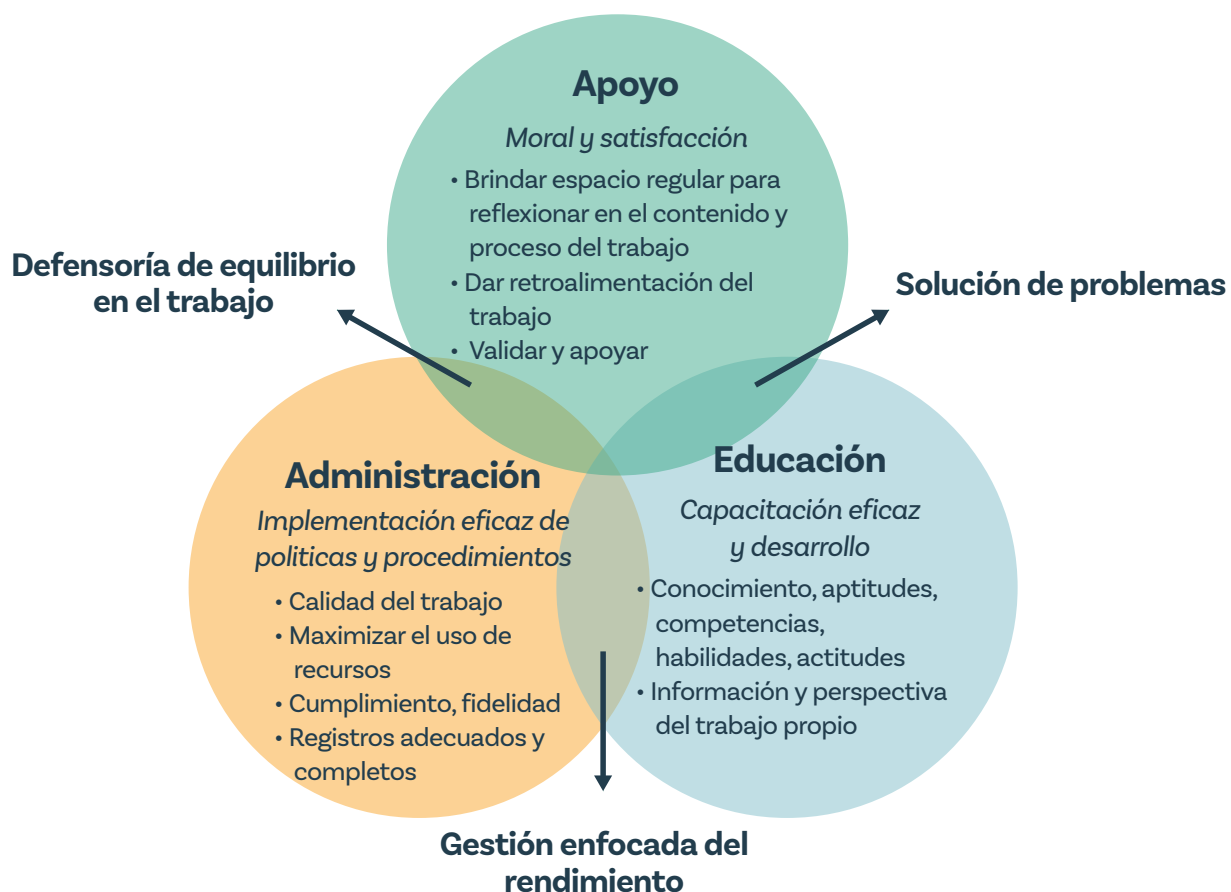 Apoyo
Moral y satisfacción
• Brindar espacio regular para
reflexionar en el contenido y
proceso del trabajo
• Dar retroalimentación del
trabajo
• Validar y apoyar
Defensoría de equilibrio
en el trabajo
Solución de problemas
Administración
Implementación eficaz de
politicas y procedimientos
• Calidad del trabajo
• Maximizar el uso de
recursos
• Cumplimiento, fidelidad
• Registros adecuados y
completos
Educación
Capacitación eficaz
y desarrollo
• Conocimiento, aptitudes,
competencias,
habilidades, actitudes
• Información y perspectiva
del trabajo propio
Gestión enfocada del
rendimiento